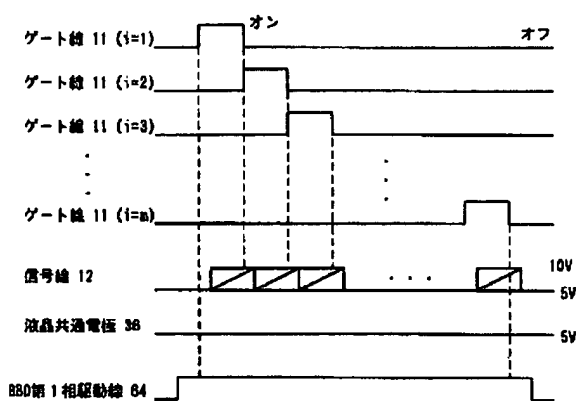 ゲート線 11 (i=1)
オン
オフ
ゲート線 11 (i=2)
ゲート線 11 (i=3)
ゲート線 11 (i=m)
信号線 12
10V
5V
液晶共通電極 36
5V
BBD第1相駆動線 64